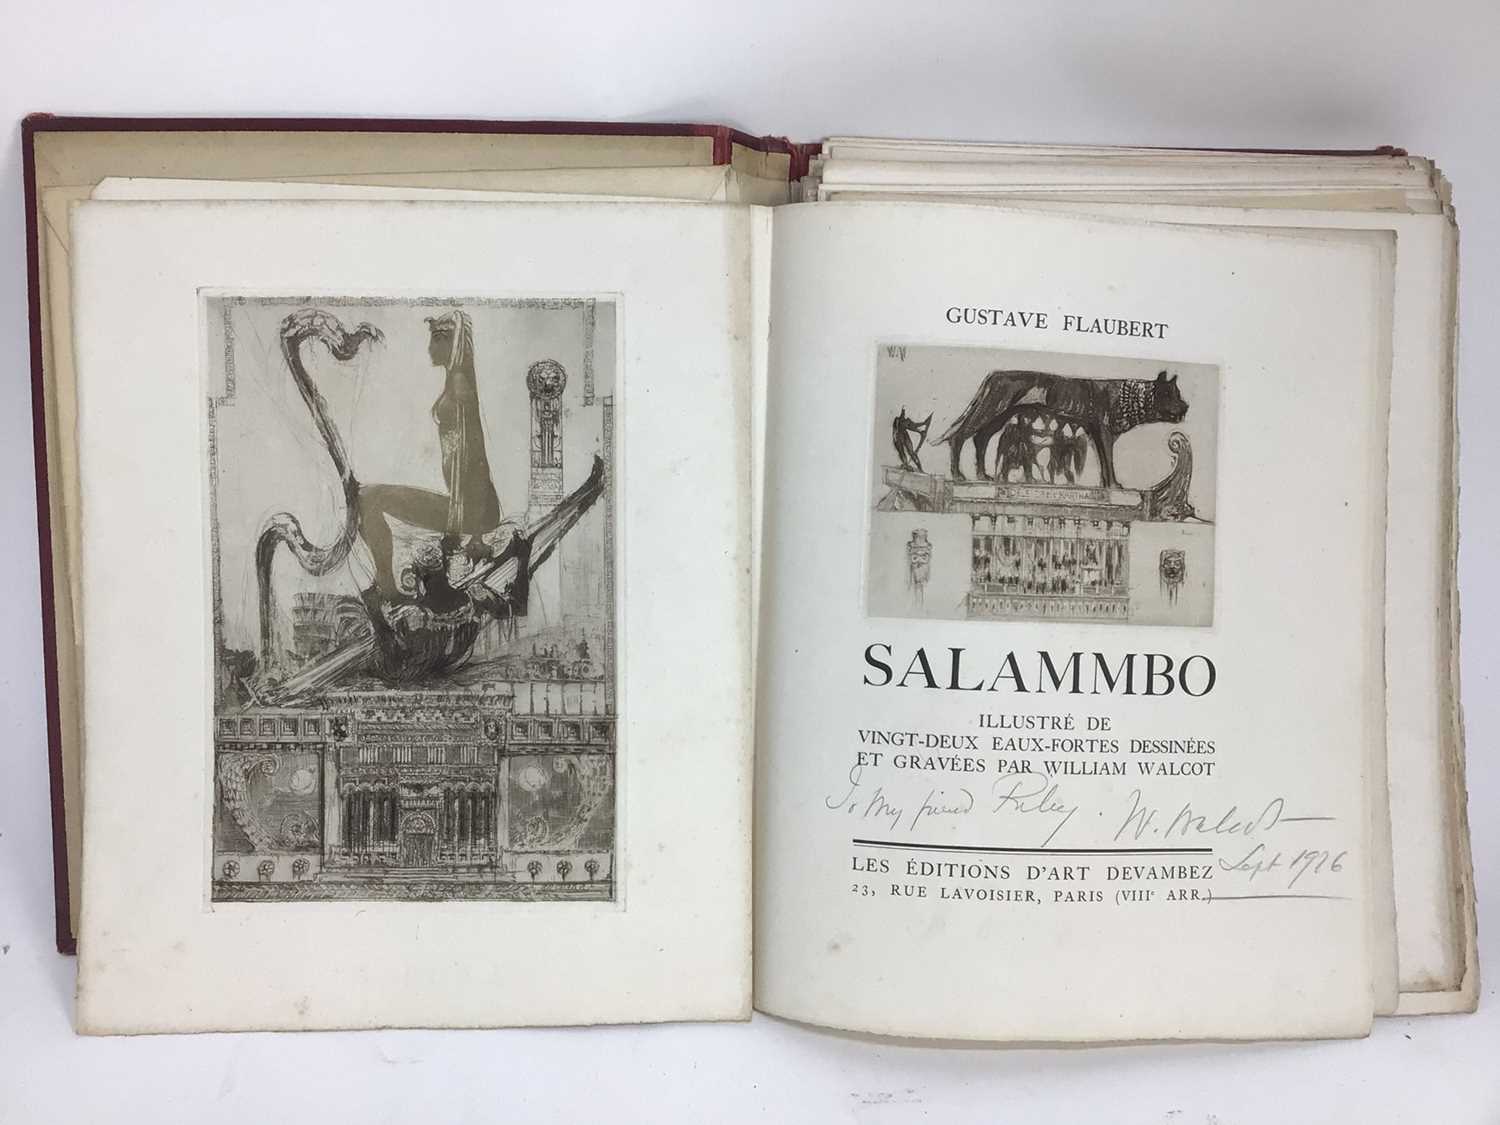 GUSTAVE FLAUBERT
SALAMMBO
ILLUSTRÉ DE
VINGT-DEUX EAUX-FORTES DESSINÉES
ET GRAVÉES PAR WILLIAM WALCOT
To My friend W. Walcot
LES ÉDITIONS D'ART DEVAMBEZ
Sept 1926
23, RUE LAVOISIER, PARIS (VIIIe ARR.)